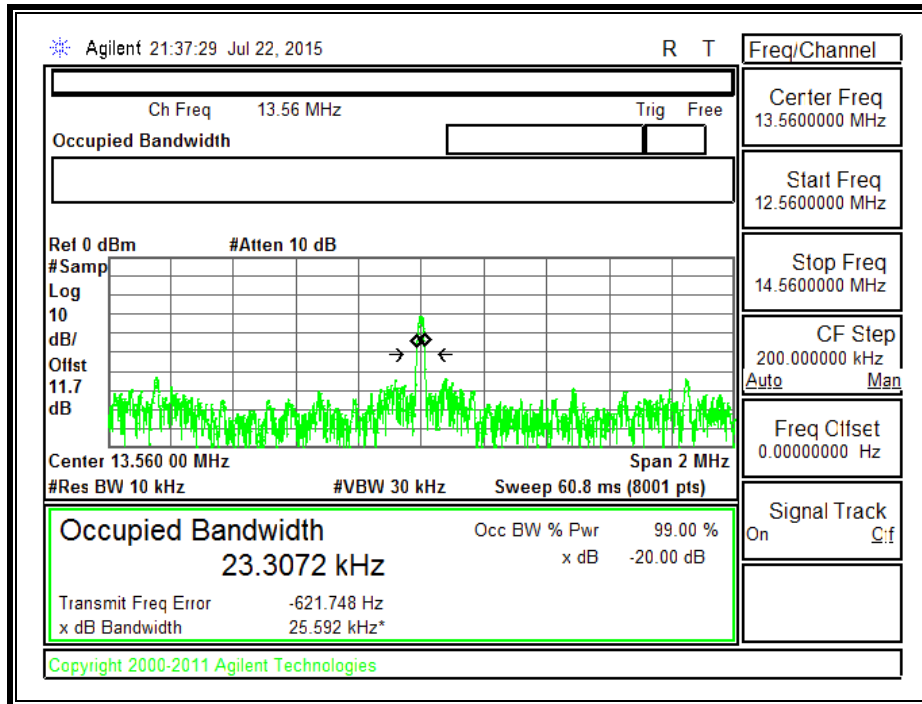 Agilent 21:37:29 Jul 22, 2015 R T
Ch Freq 13.56 MHz Trig Free
Occupied Bandwidth
Ref 0 dBm #Atten 10 dB
#Samp
Log
10
dB/
Offst
11.7
dB
Center 13.560 00 MHz Span 2 MHz
#Res BW 10 kHz #VBW 30 kHz Sweep 60.8 ms (8001 pts)
Occupied Bandwidth Occ BW % Pwr 99.00 %
23.3072 kHz x dB -20.00 dB
Transmit Freq Error -621.748 Hz
x dB Bandwidth 25.592 kHz*
Copyright 2000-2011 Agilent Technologies
Freq/Channel
Center Freq
13.5600000 MHz
Start Freq
12.5600000 MHz
Stop Freq
14.5600000 MHz
CF Step
200.000000 kHz
Auto Man
Freq Offset
0.00000000 Hz
Signal Track
On Off